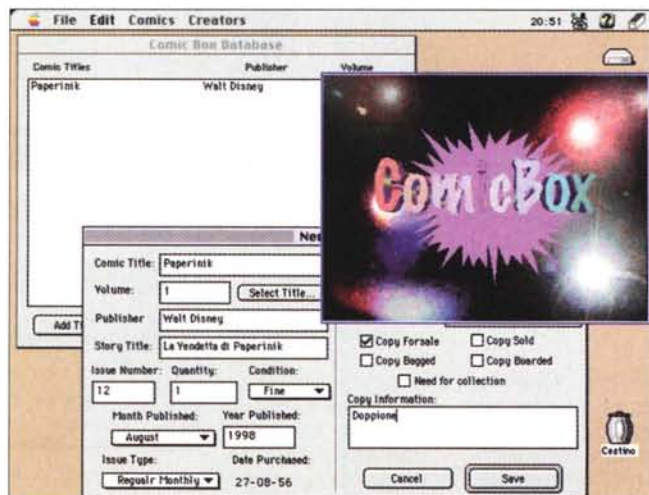 File Edit Comics Creators 20:51
Comic Box Database
Comic Titles Publisher Volume
Paperinik Walt Disney
ComicBox
Comic Title: Paperinik
Volume: 1 Select Title...
Publisher Walt Disney
Story Title: La Vendetta di Paperinik
Issue Number: Quantity: Condition:
12 1 Fine
Month Published: Year Published:
August 1998
Issue Type: Date Purchased:
Regualr Monthly 27-08-56
Copy Forsale Copy Sold
Copy Bagged Copy Boarded
Need for collection
Copy Information:
Doppione
Cancel Save
Cestino